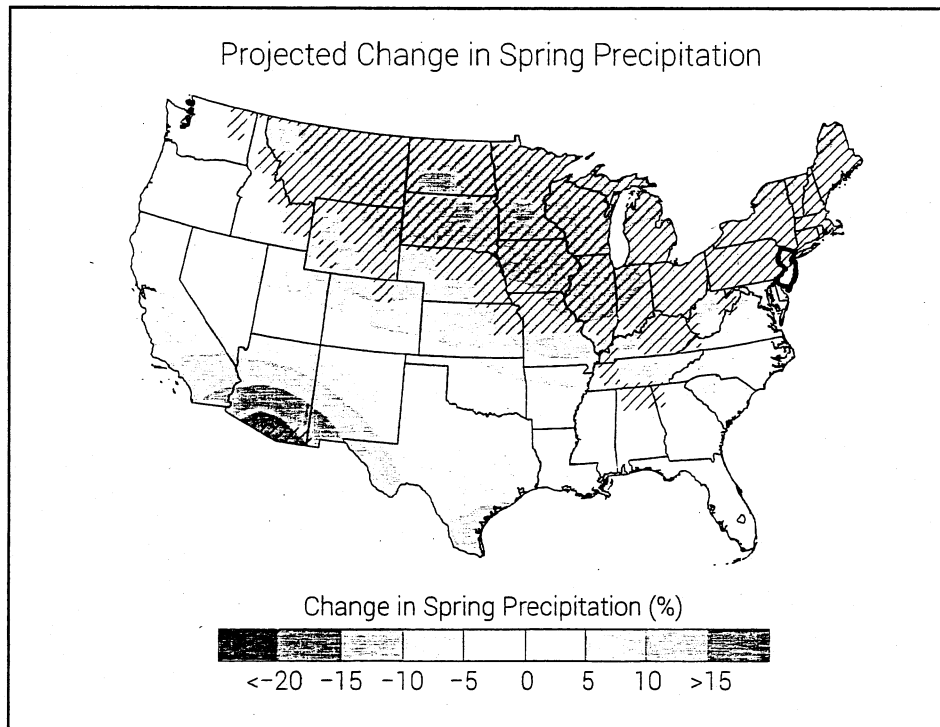 Projected Change in Spring Precipitation
Change in Spring Precipitation (%)
<−20 −15 −10 −5 0 5 10 >15